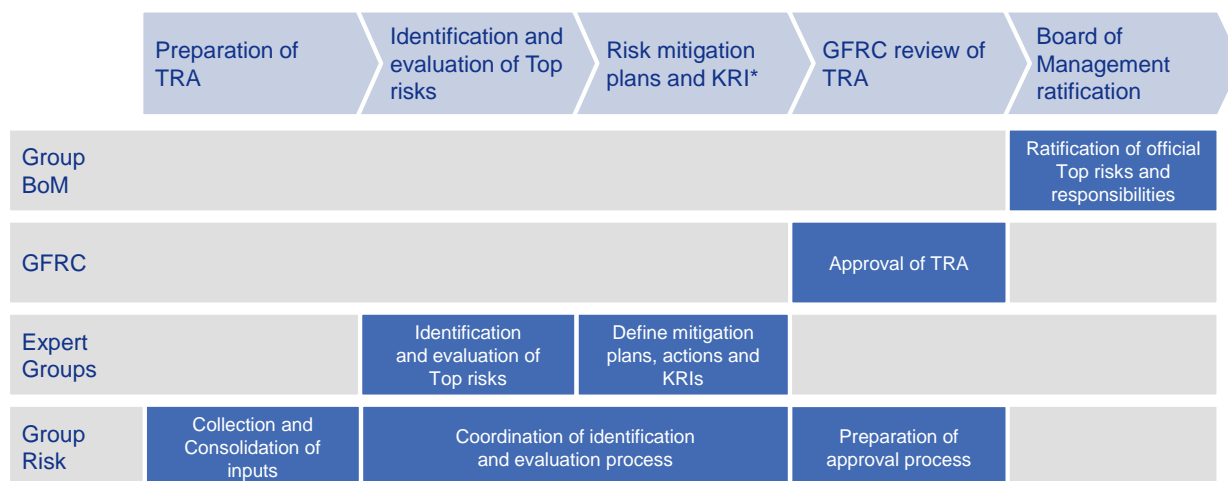 Preparation of
TRA
Identification and
evaluation of Top
risks
Risk mitigation
plans and KRI*
GFRC review of
TRA
Board of
Management
ratification
Group
BoM
Ratification of official
Top risks and
responsibilities
GFRC
Approval of TRA
Expert
Groups
Identification
and evaluation of
Top risks
Define mitigation
plans, actions and
KRIs
Group
Risk
Collection and
Consolidation of
inputs
Coordination of identification
and evaluation process
Preparation of
approval process